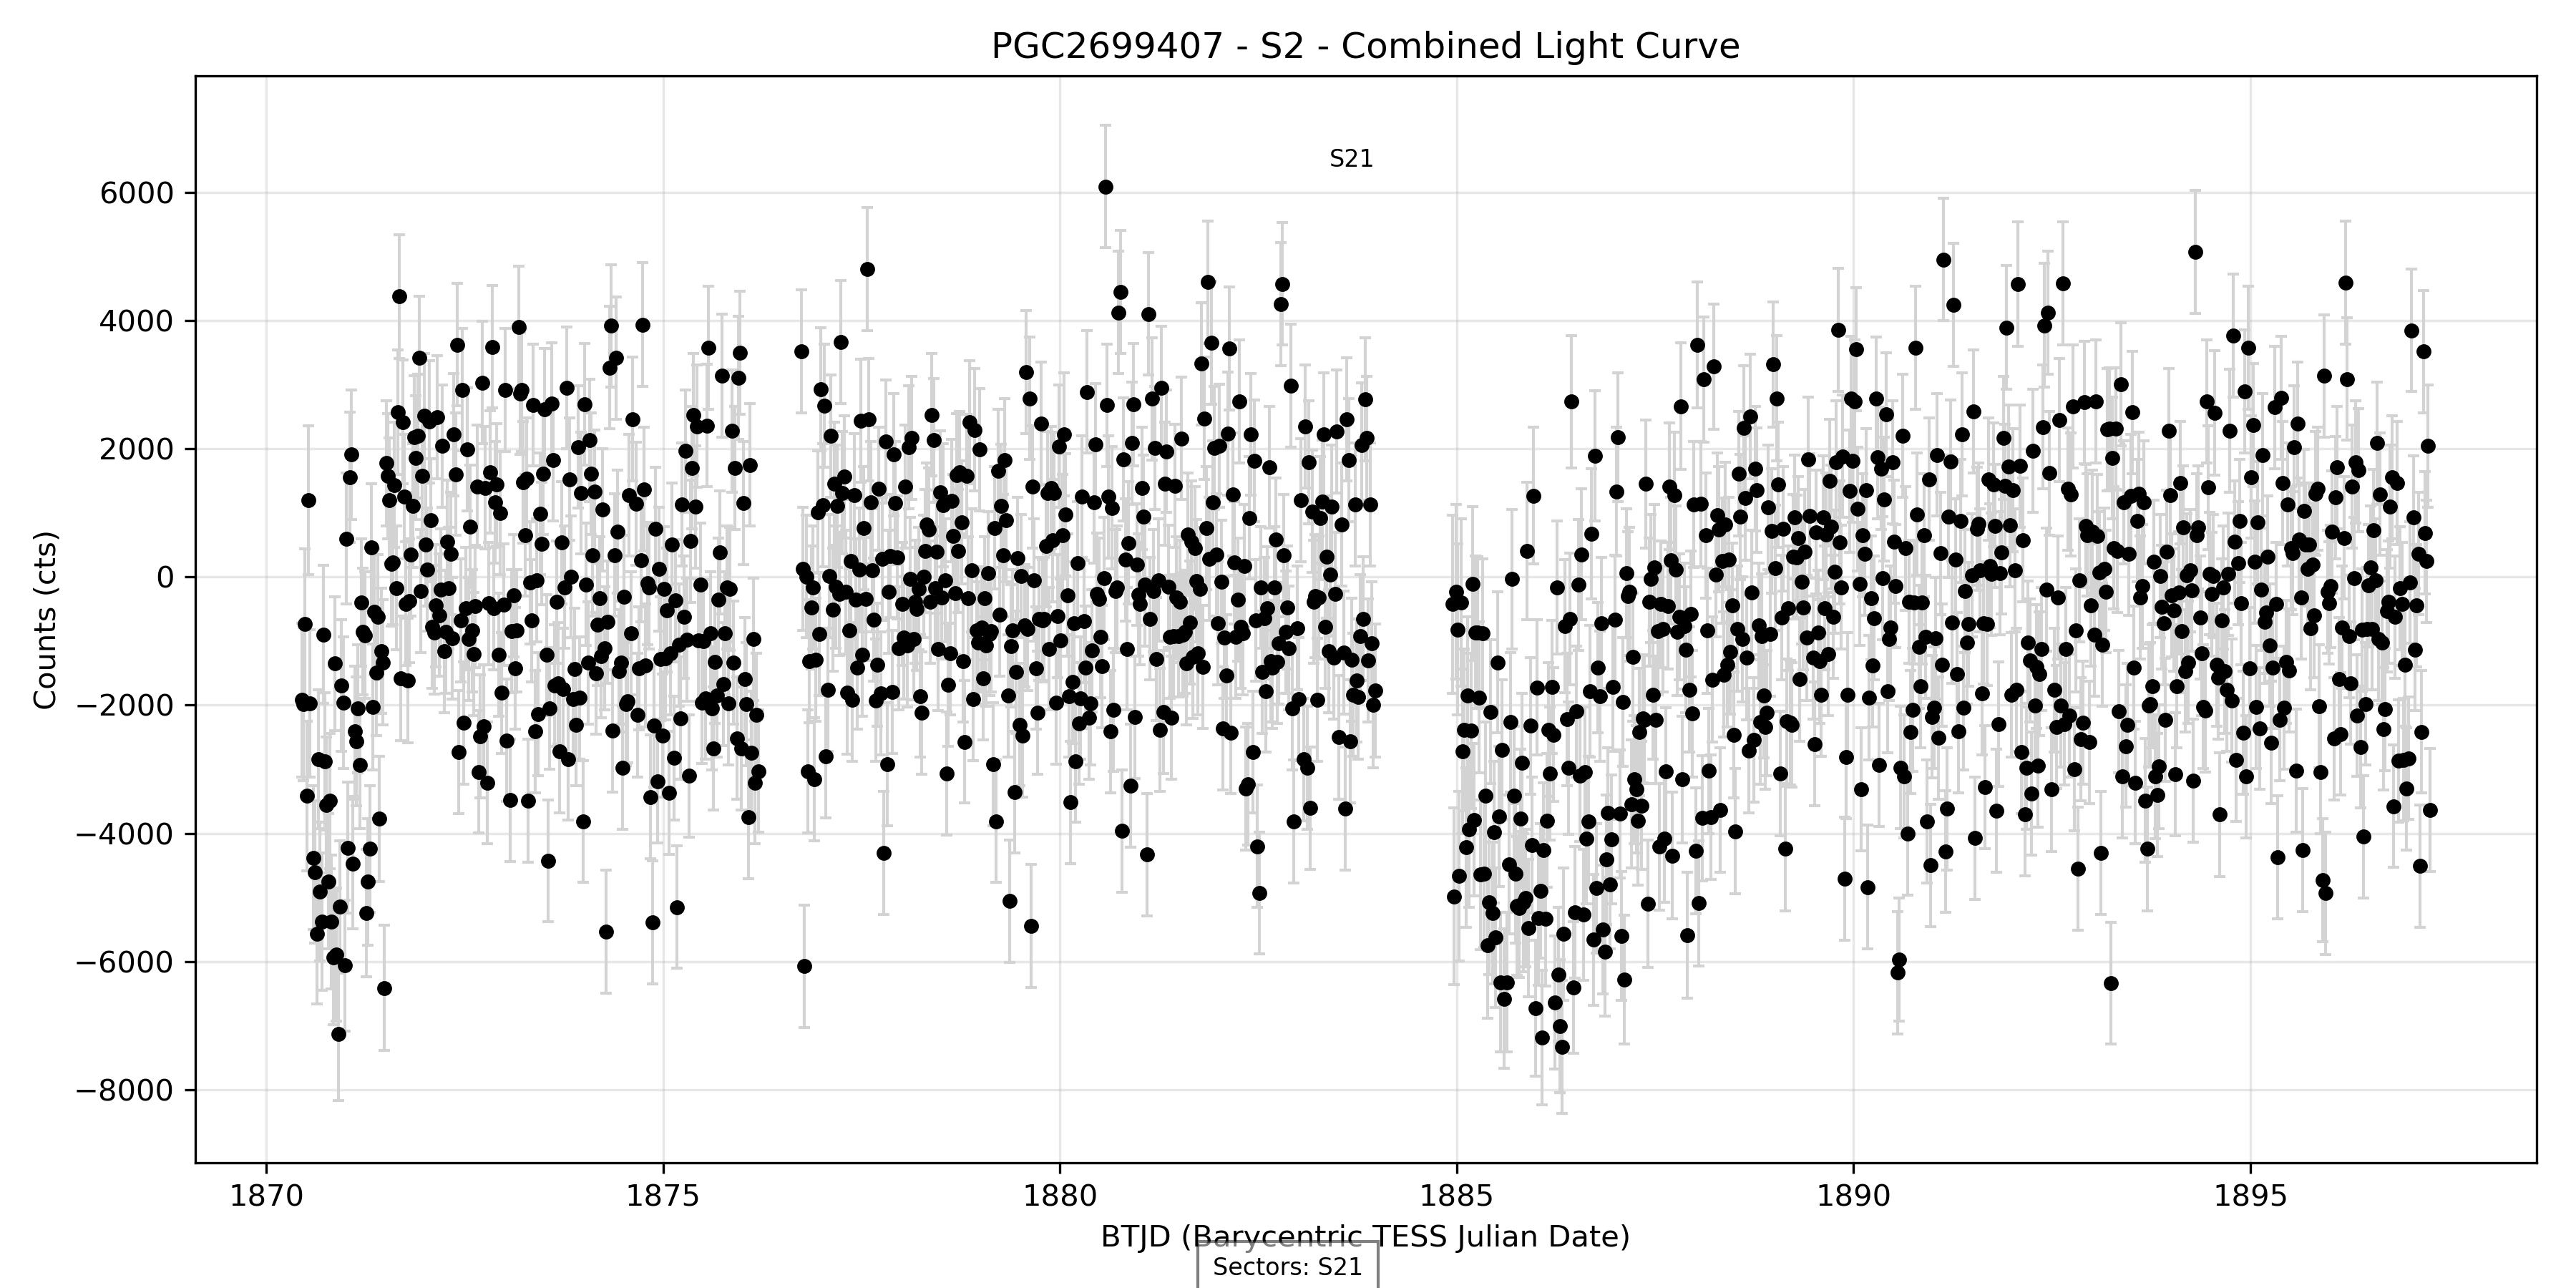 PGC2699407 - S2 - Combined Light Curve
S21
6000
4000
2000
0
−2000
−4000
−6000
−8000
Counts (cts)
1870 1875 1880 1885 1890 1895
BTJD (Barycentric TESS Julian Date)
Sectors: S21